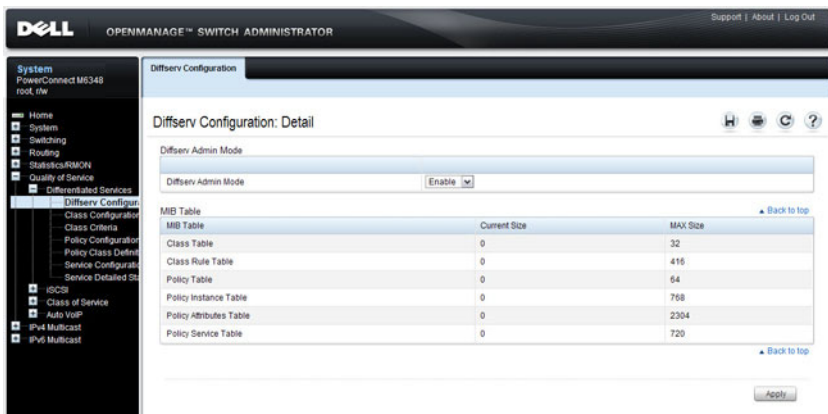 Support | About | Log Out
DELL OPENMANAGE™ SWITCH ADMINISTRATOR
System
PowerConnect M6348
root, r/w
Home
System
Switching
Routing
Statistics/RMON
Quality of Service
Differentiated Services
Diffserv Configura
Class Configuration
Class Criteria
Policy Configuration
Policy Class Definit
Service Configuratio
Service Detailed Sta
iSCSI
Class of Service
Auto VoIP
IPv4 Multicast
IPv6 Multicast
Diffserv Configuration
Diffserv Configuration: Detail
Diffserv Admin Mode
Diffserv Admin Mode Enable
MIB Table
Back to top
MIB Table Current Size MAX Size
Class Table 0 32
Class Rule Table 0 416
Policy Table 0 64
Policy Instance Table 0 768
Policy Attributes Table 0 2304
Policy Service Table 0 720
Back to top
Apply